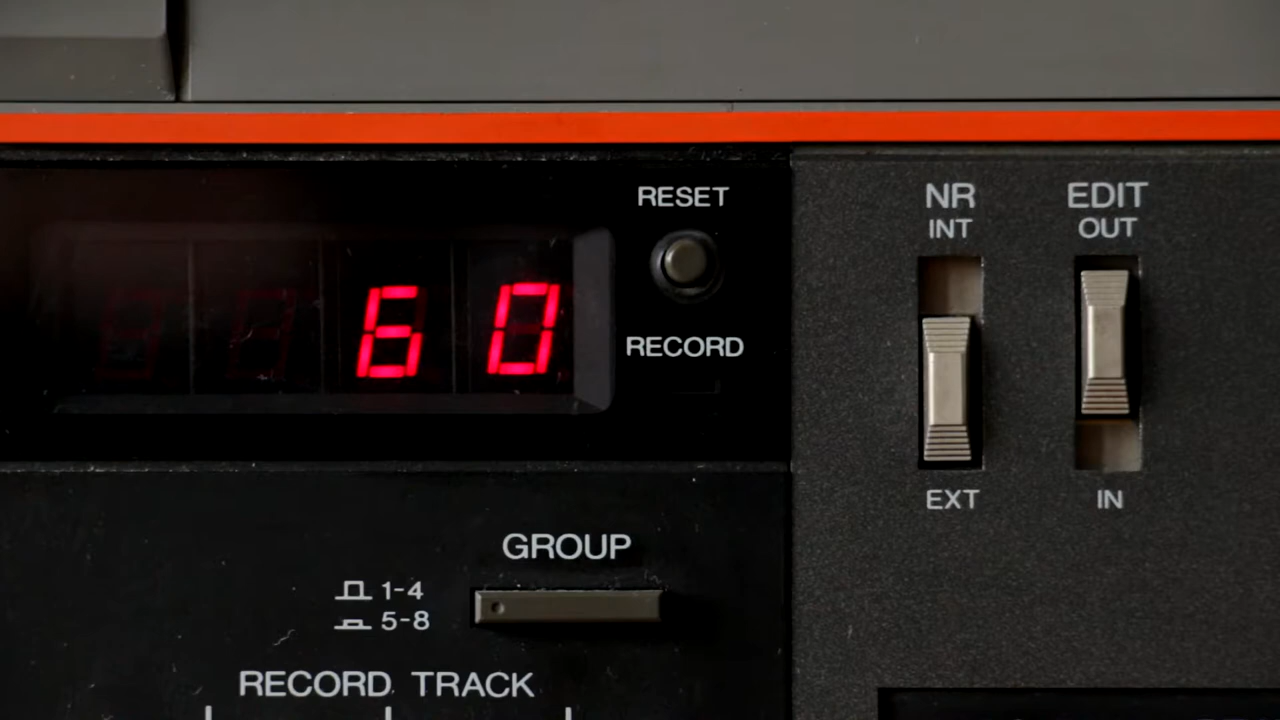 RESET
60
RECORD
NR
INT
EXT
EDIT
OUT
IN
GROUP
1-4
5-8
RECORD TRACK